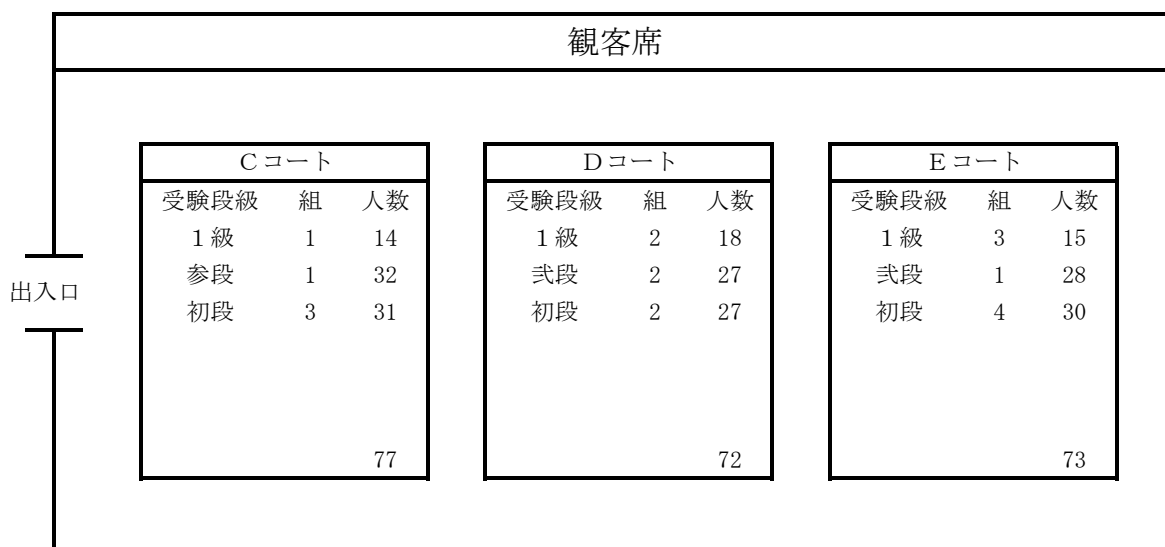 観客席
Cコート
受験段級 組 人数
1級 1 14
参段 1 32
初段 3 31
77
Dコート
受験段級 組 人数
1級 2 18
弐段 2 27
初段 2 27
72
Eコート
受験段級 組 人数
1級 3 15
弐段 1 28
初段 4 30
73
出入口